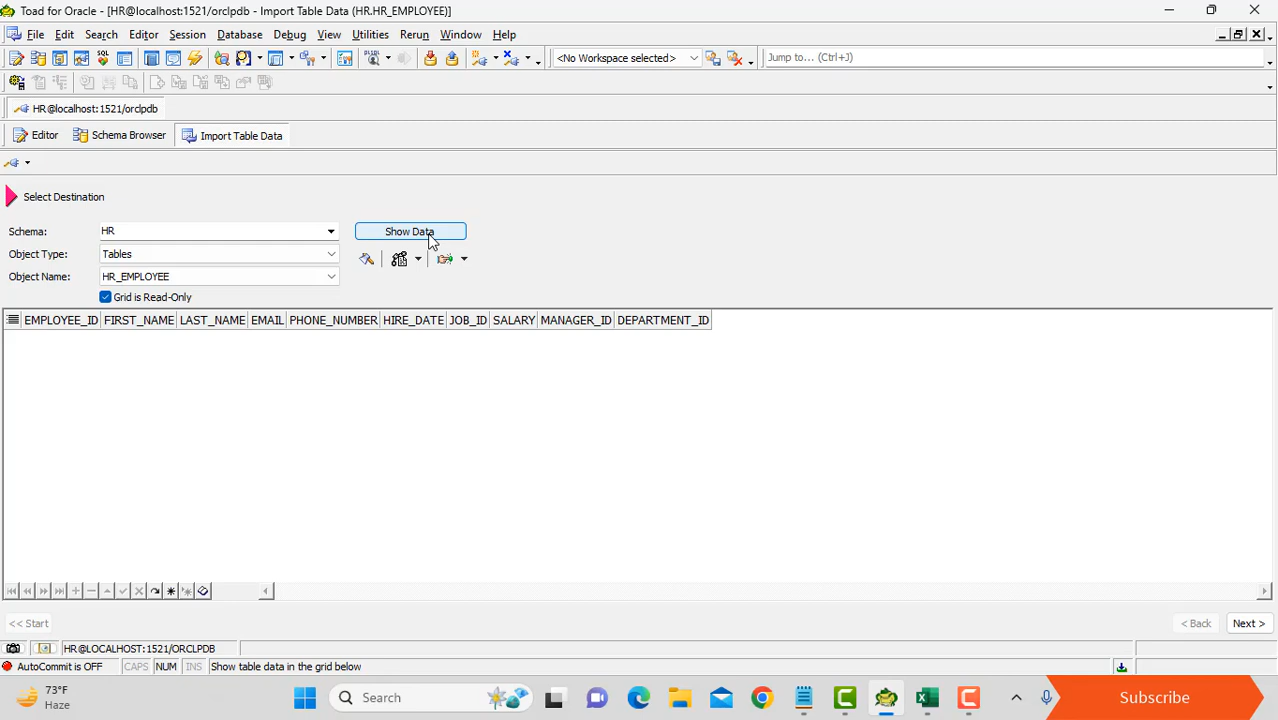 Toad for Oracle - [HR@localhost:1521/orclpdb - Import Table Data (HR.HR_EMPLOYEE)]
File Edit Search Editor Session Database Debug View Utilities Rerun Window Help
SQL <No Workspace selected> Jump to... (Ctrl+J)
HR@localhost:1521/orclpdb
Editor Schema Browser Import Table Data
Select Destination
Schema: HR Show Data
Object Type: Tables
Object Name: HR_EMPLOYEE
Grid is Read-Only
EMPLOYEE_ID FIRST_NAME LAST_NAME EMAIL PHONE_NUMBER HIRE_DATE JOB_ID SALARY MANAGER_ID DEPARTMENT_ID
<< Start < Back Next >
HR@LOCALHOST:1521/ORCLPDB
AutoCommit is OFF CAPS NUM INS Show table data in the grid below
73°F
Haze
Search
Subscribe